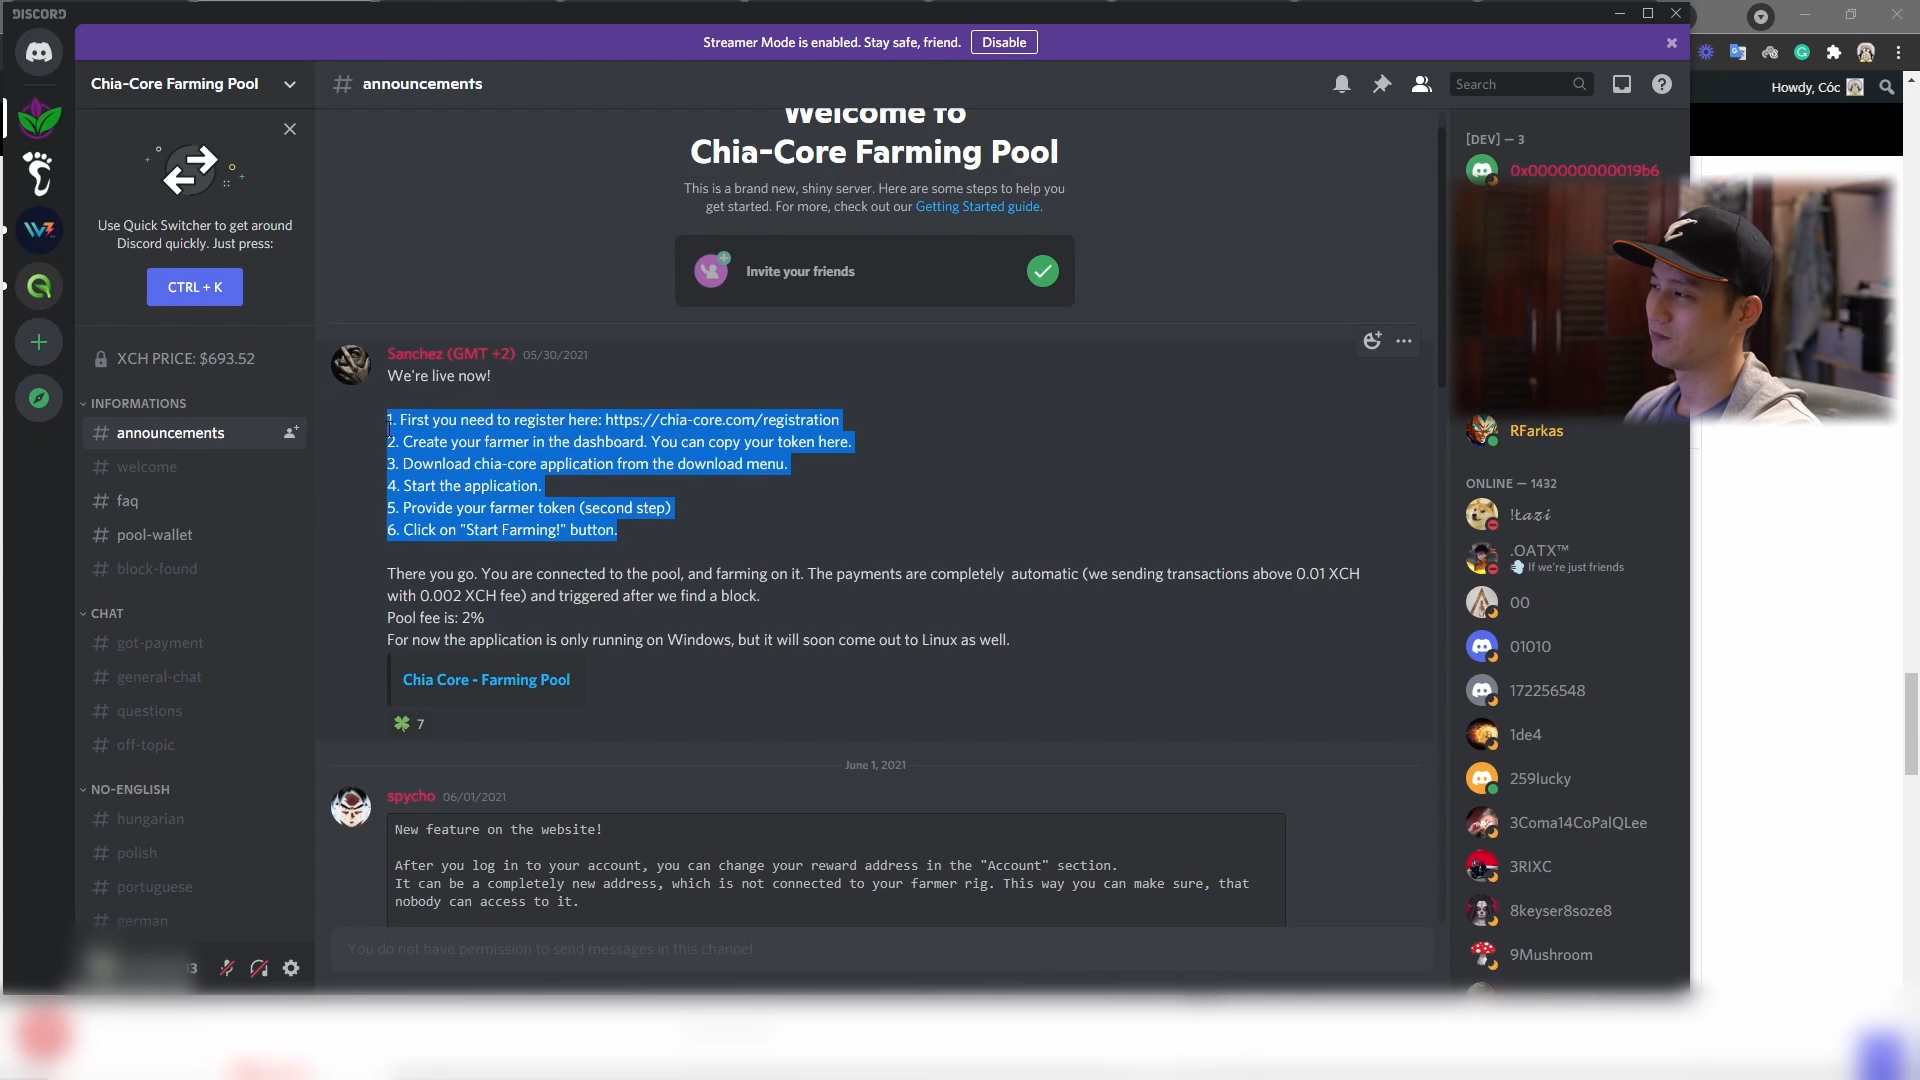 DISCORD
Streamer Mode is enabled. Stay safe, friend.
Disable
Howdy, Cóc
Chia-Core Farming Pool
announcements
Search
Use Quick Switcher to get around
Discord quickly. Just press:
CTRL + K
XCH PRICE: $693.52
INFORMATIONS
announcements
welcome
faq
pool-wallet
block-found
CHAT
got-payment
general-chat
questions
off-topic
NO-ENGLISH
hungarian
polish
portuguese
german
13
Welcome to
Chia-Core Farming Pool
This is a brand new, shiny server. Here are some steps to help you
get started. For more, check out our Getting Started guide.
Invite your friends
Sanchez (GMT +2) 05/30/2021
We're live now!
1. First you need to register here: https://chia-core.com/registration
2. Create your farmer in the dashboard. You can copy your token here.
3. Download chia-core application from the download menu.
4. Start the application.
5. Provide your farmer token (second step)
6. Click on "Start Farming!" button.
There you go. You are connected to the pool, and farming on it. The payments are completely automatic (we sending transactions above 0.01 XCH
with 0.002 XCH fee) and triggered after we find a block.
Pool fee is: 2%
For now the application is only running on Windows, but it will soon come out to Linux as well.
Chia Core - Farming Pool
7
June 1, 2021
spycho 06/01/2021
New feature on the website!
After you log in to your account, you can change your reward address in the "Account" section.
It can be a completely new address, which is not connected to your farmer rig. This way you can make sure, that
nobody can access to it.
You do not have permission to send messages in this channel
[DEV] — 3
0x000000000019b6
RFarkas
ONLINE — 1432
!Łazi
.OATX™
If we're just friends
00
01010
172256548
1de4
259lucky
3Coma14CoPalQLee
3RIXC
8keyser8soze8
9Mushroom